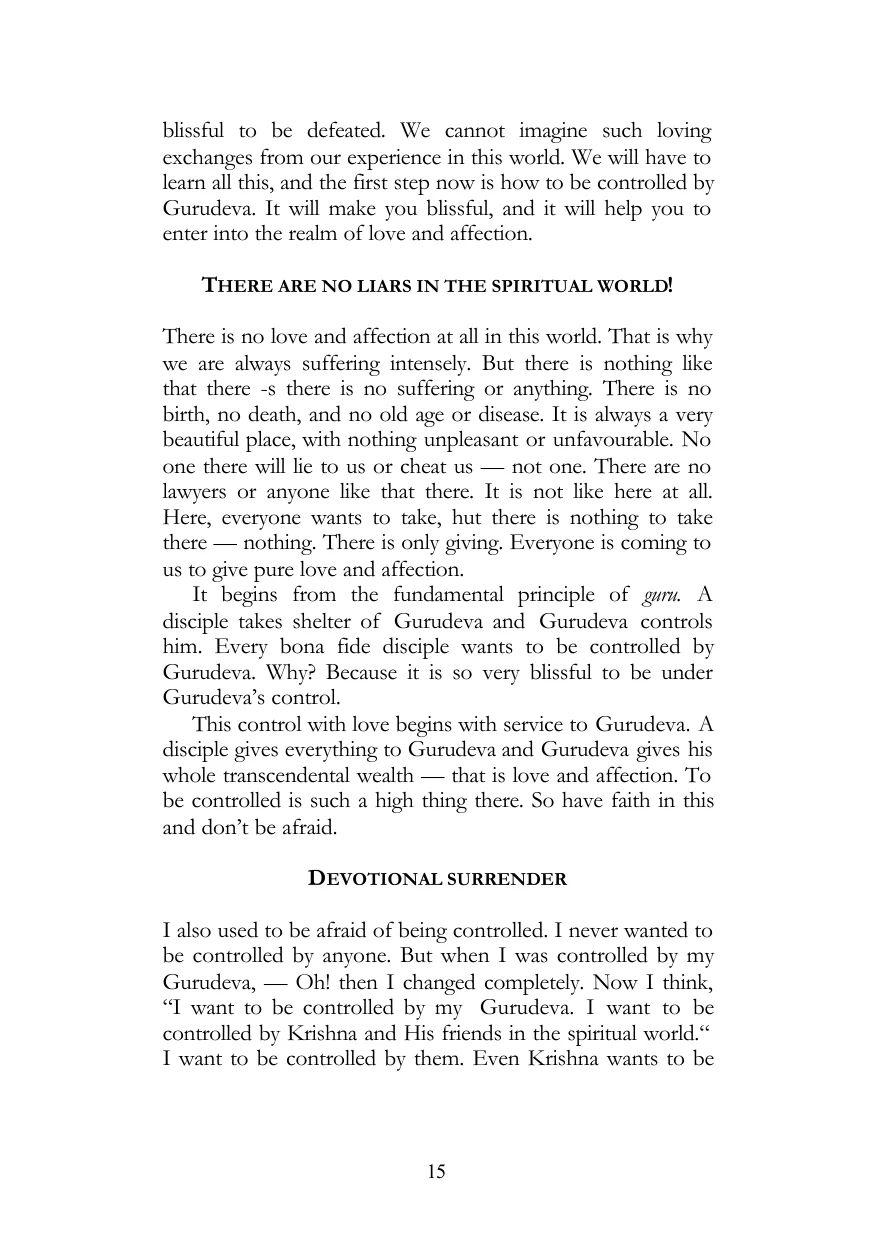 blissful to be defeated. We cannot imagine such loving
exchanges from our experience in this world. We will have to
learn all this, and the first step now is how to be controlled by
Gurudeva. It will make you blissful, and it will help you to
enter into the realm of love and affection.
THERE ARE NO LIARS IN THE SPIRITUAL WORLD!
There is no love and affection at all in this world. That is why
we are always suffering intensely. But there is nothing like
that there -s there is no suffering or anything. There is no
birth, no death, and no old age or disease. It is always a very
beautiful place, with nothing unpleasant or unfavourable. No
one there will lie to us or cheat us — not one. There are no
lawyers or anyone like that there. It is not like here at all.
Here, everyone wants to take, hut there is nothing to take
there — nothing. There is only giving. Everyone is coming to
us to give pure love and affection.
It begins from the fundamental principle of guru. A
disciple takes shelter of Gurudeva and Gurudeva controls
him. Every bona fide disciple wants to be controlled by
Gurudeva. Why? Because it is so very blissful to be under
Gurudeva’s control.
This control with love begins with service to Gurudeva. A
disciple gives everything to Gurudeva and Gurudeva gives his
whole transcendental wealth — that is love and affection. To
be controlled is such a high thing there. So have faith in this
and don’t be afraid.
DEVOTIONAL SURRENDER
I also used to be afraid of being controlled. I never wanted to
be controlled by anyone. But when I was controlled by my
Gurudeva, — Oh! then I changed completely. Now I think,
“I want to be controlled by my Gurudeva. I want to be
controlled by Krishna and His friends in the spiritual world.“
I want to be controlled by them. Even Krishna wants to be
15